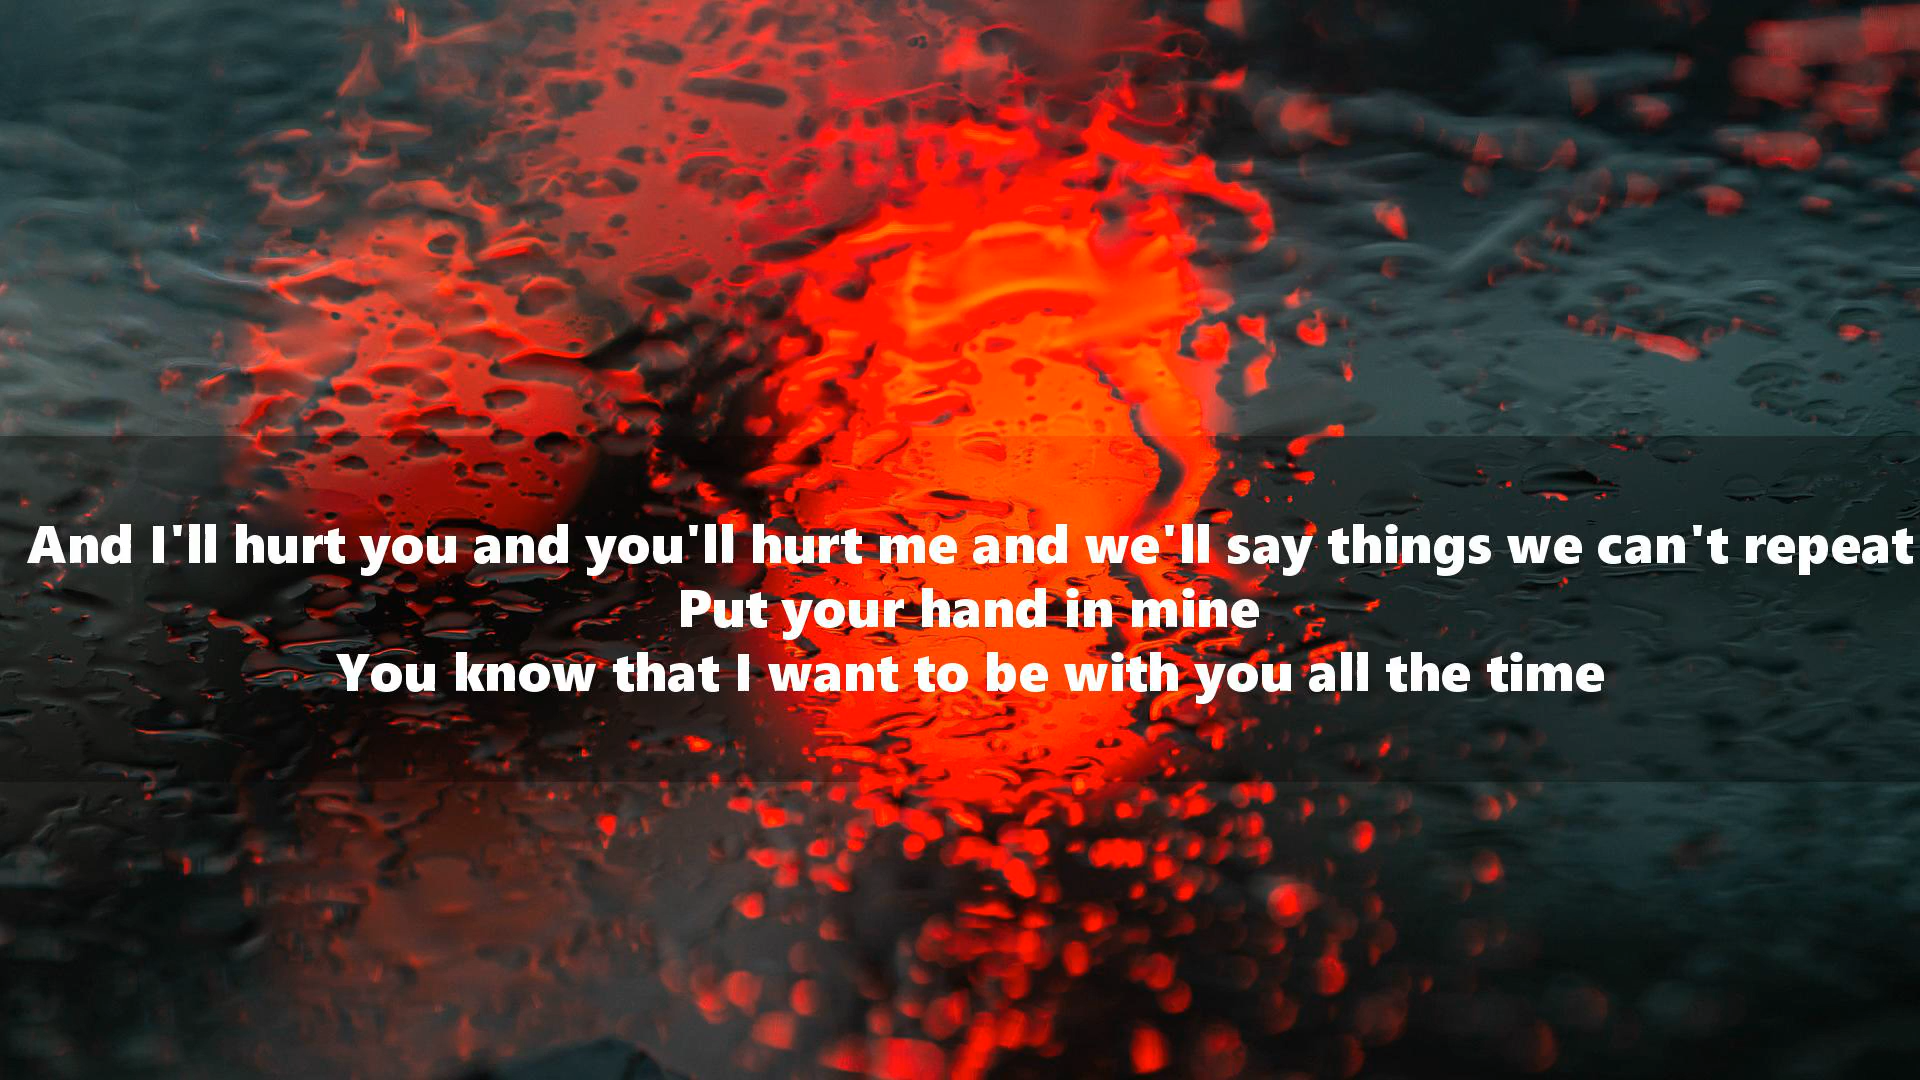 And I'll hurt you and you'll hurt me and we'll say things we can't repeat
Put your hand in mine
You know that I want to be with you all the time